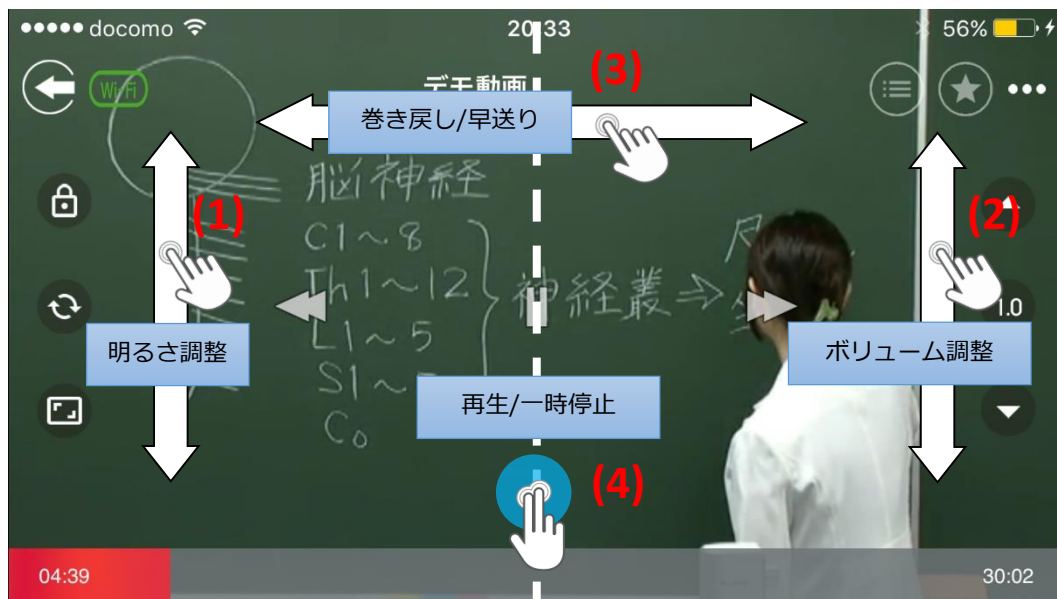 docomo
20:33
56%
Wi-Fi
デモ動画
(3)
巻き戻し/早送り
脳神経
(1)
(2)
C1~8
Th1~12
神経叢⇒
1.0
L1~5
明るさ調整
ボリューム調整
S1~
再生/一時停止
Co
(4)
04:39
30:02